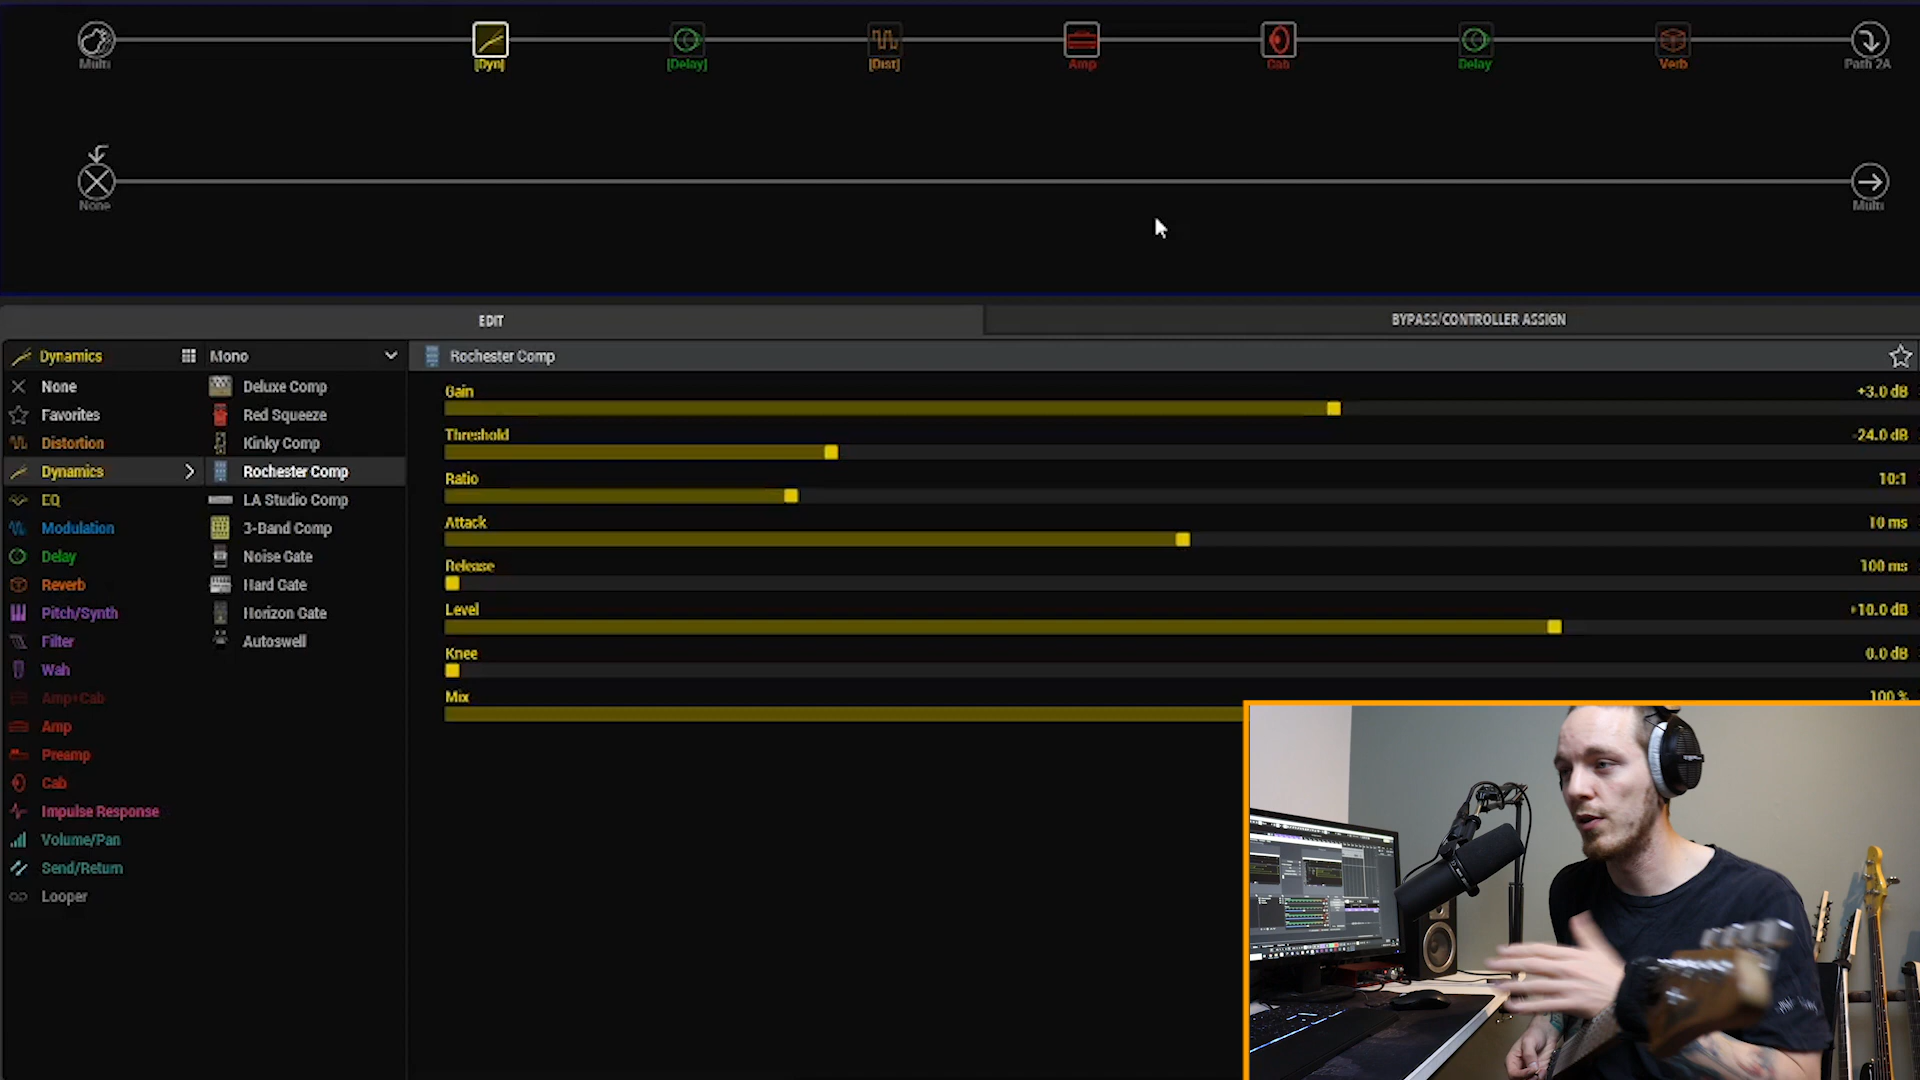 Multi
[Dyn]
[Delay]
[Dist]
Amp
Cab
Delay
Verb
Path 2A
None
Multi
EDIT
BYPASS/CONTROLLER ASSIGN
Dynamics
Mono
Rochester Comp
None
Favorites
Distortion
Dynamics
EQ
Modulation
Delay
Reverb
Pitch/Synth
Filter
Wah
Amp+Cab
Amp
Preamp
Cab
Impulse Response
Volume/Pan
Send/Return
Looper
Deluxe Comp
Red Squeeze
Kinky Comp
Rochester Comp
LA Studio Comp
3-Band Comp
Noise Gate
Hard Gate
Horizon Gate
Autoswell
Gain +3.0 dB
Threshold -24.0 dB
Ratio 10:1
Attack 10 ms
Release 100 ms
Level +10.0 dB
Knee 0.0 dB
Mix 100 %